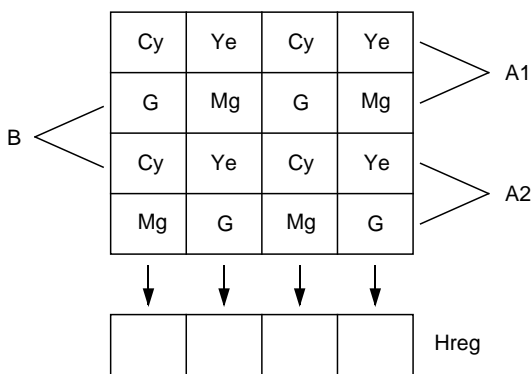 Cy Ye Cy Ye
A1
G Mg G Mg
B
Cy Ye Cy Ye
A2
Mg G Mg G
Hreg